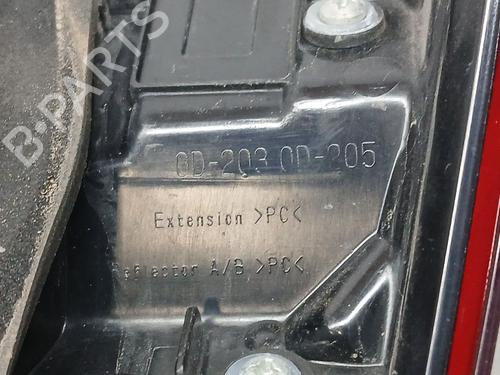 B-PARTS
0D-203 0D-205
Extension >PC<
Reflector A/B >PC<